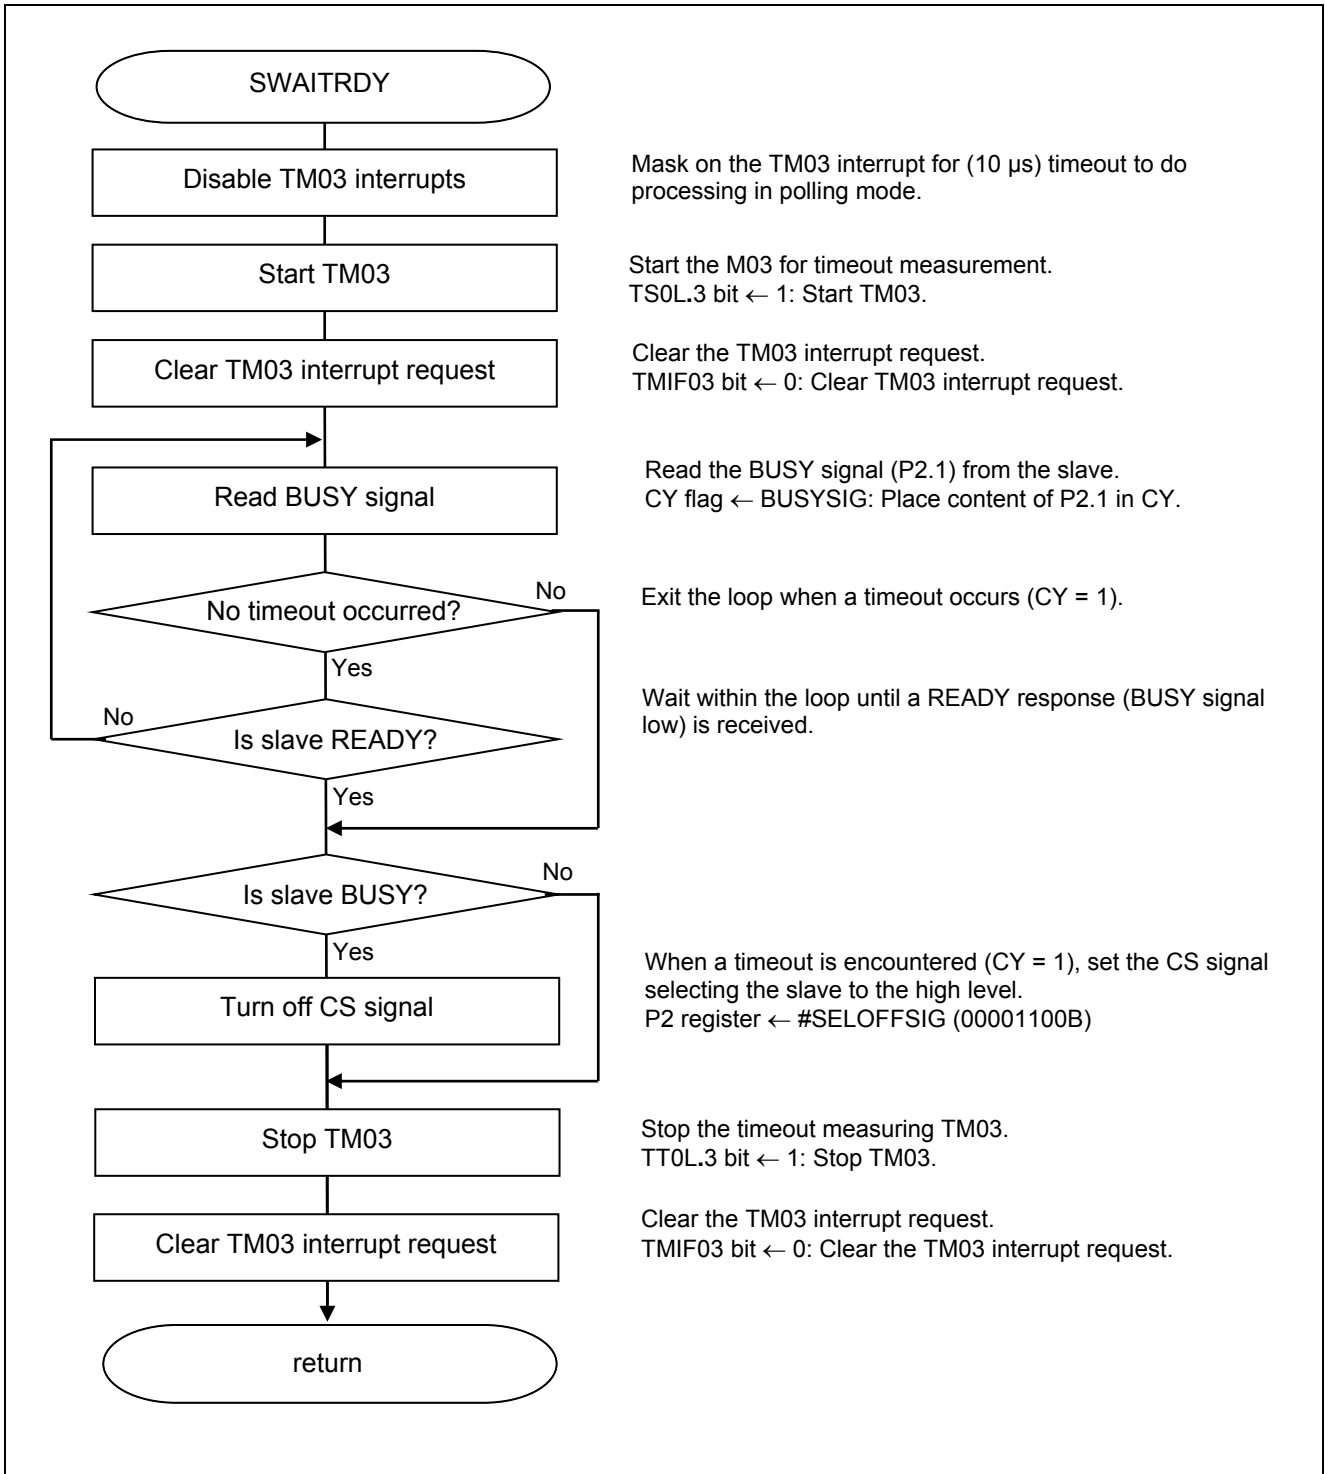 SWAITRDY
Disable TM03 interrupts
Mask on the TM03 interrupt for (10 µs) timeout to do
processing in polling mode.
Start TM03
Start the M03 for timeout measurement.
TS0L.3 bit ← 1: Start TM03.
Clear TM03 interrupt request
Clear the TM03 interrupt request.
TMIF03 bit ← 0: Clear TM03 interrupt request.
Read BUSY signal
Read the BUSY signal (P2.1) from the slave.
CY flag ← BUSYSIG: Place content of P2.1 in CY.
No timeout occurred?
No
Exit the loop when a timeout occurs (CY = 1).
Yes
No
Is slave READY?
Wait within the loop until a READY response (BUSY signal
low) is received.
Yes
Is slave BUSY?
No
Yes
Turn off CS signal
When a timeout is encountered (CY = 1), set the CS signal
selecting the slave to the high level.
P2 register ← #SELOFFSIG (00001100B)
Stop TM03
Stop the timeout measuring TM03.
TT0L.3 bit ← 1: Stop TM03.
Clear TM03 interrupt request
Clear the TM03 interrupt request.
TMIF03 bit ← 0: Clear the TM03 interrupt request.
return